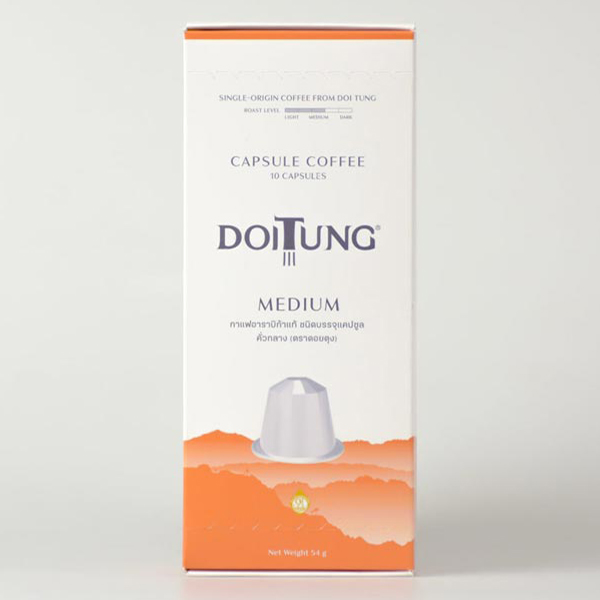 SINGLE-ORIGIN COFFEE FROM DOI TUNG
ROAST LEVEL
LIGHT MEDIUM DARK
CAPSULE COFFEE
10 CAPSULES
DOITUNG®
MEDIUM
กาแฟอาราบิก้าแท้ ชนิดบรรจุแคปซูล
คั่วกลาง (ตราดอยตุง)
Net Weight 54 g